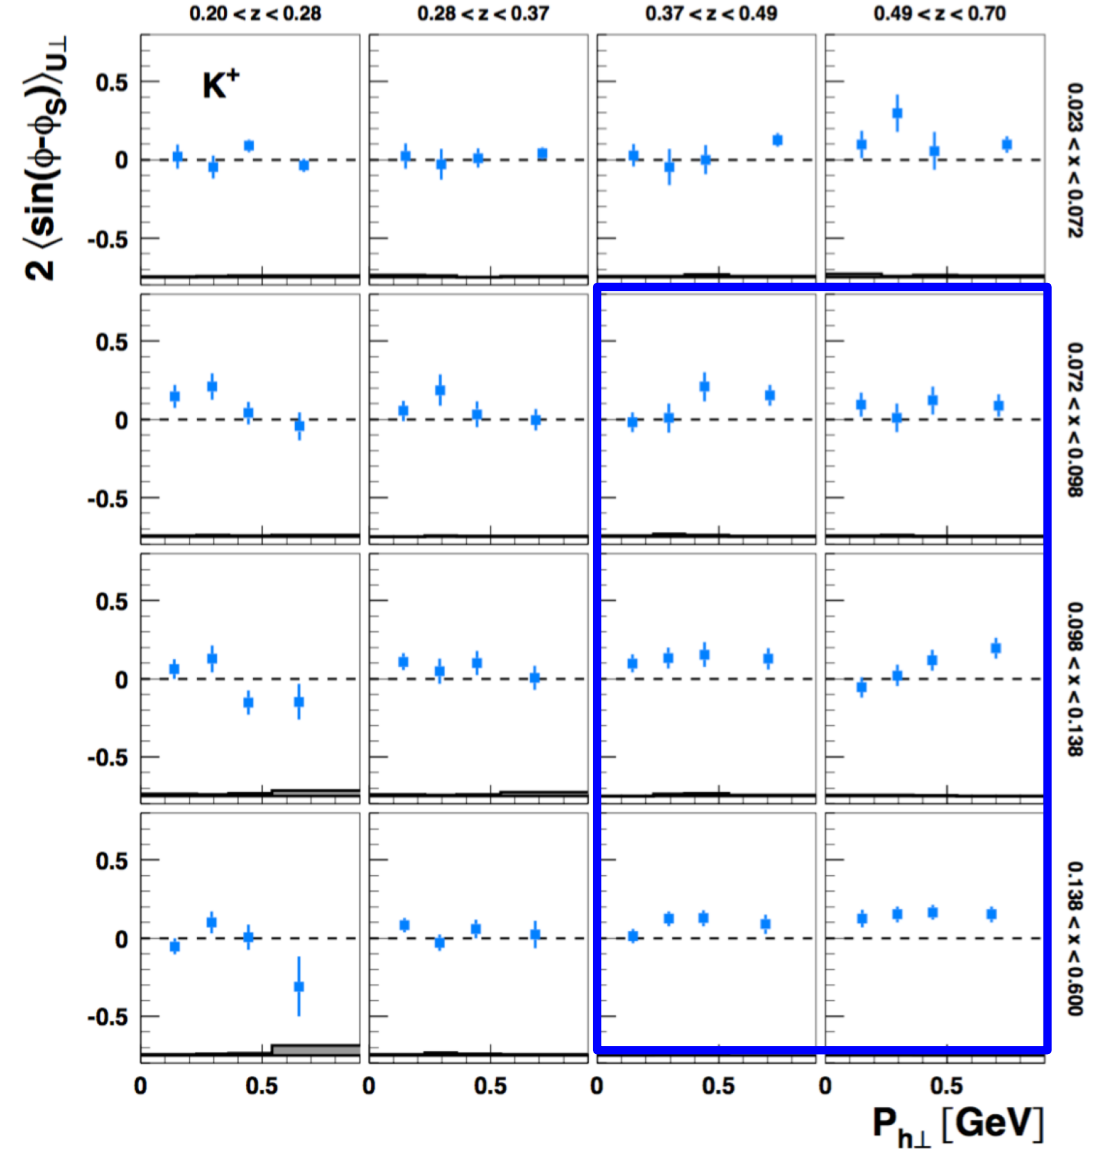 0.20 < z < 0.28 0.28 < z < 0.37 0.37 < z < 0.49 0.49 < z < 0.70
2 ⟨sin(ϕ-ϕS)⟩U⊥
K+
0.5
0
-0.5
0.023 < x < 0.072
0.5
0
-0.5
0.072 < x < 0.098
0.5
0
-0.5
0.098 < x < 0.138
0.5
0
-0.5
0.138 < x < 0.600
0 0.5 0 0.5 0 0.5 0 0.5
Ph⊥ [GeV]